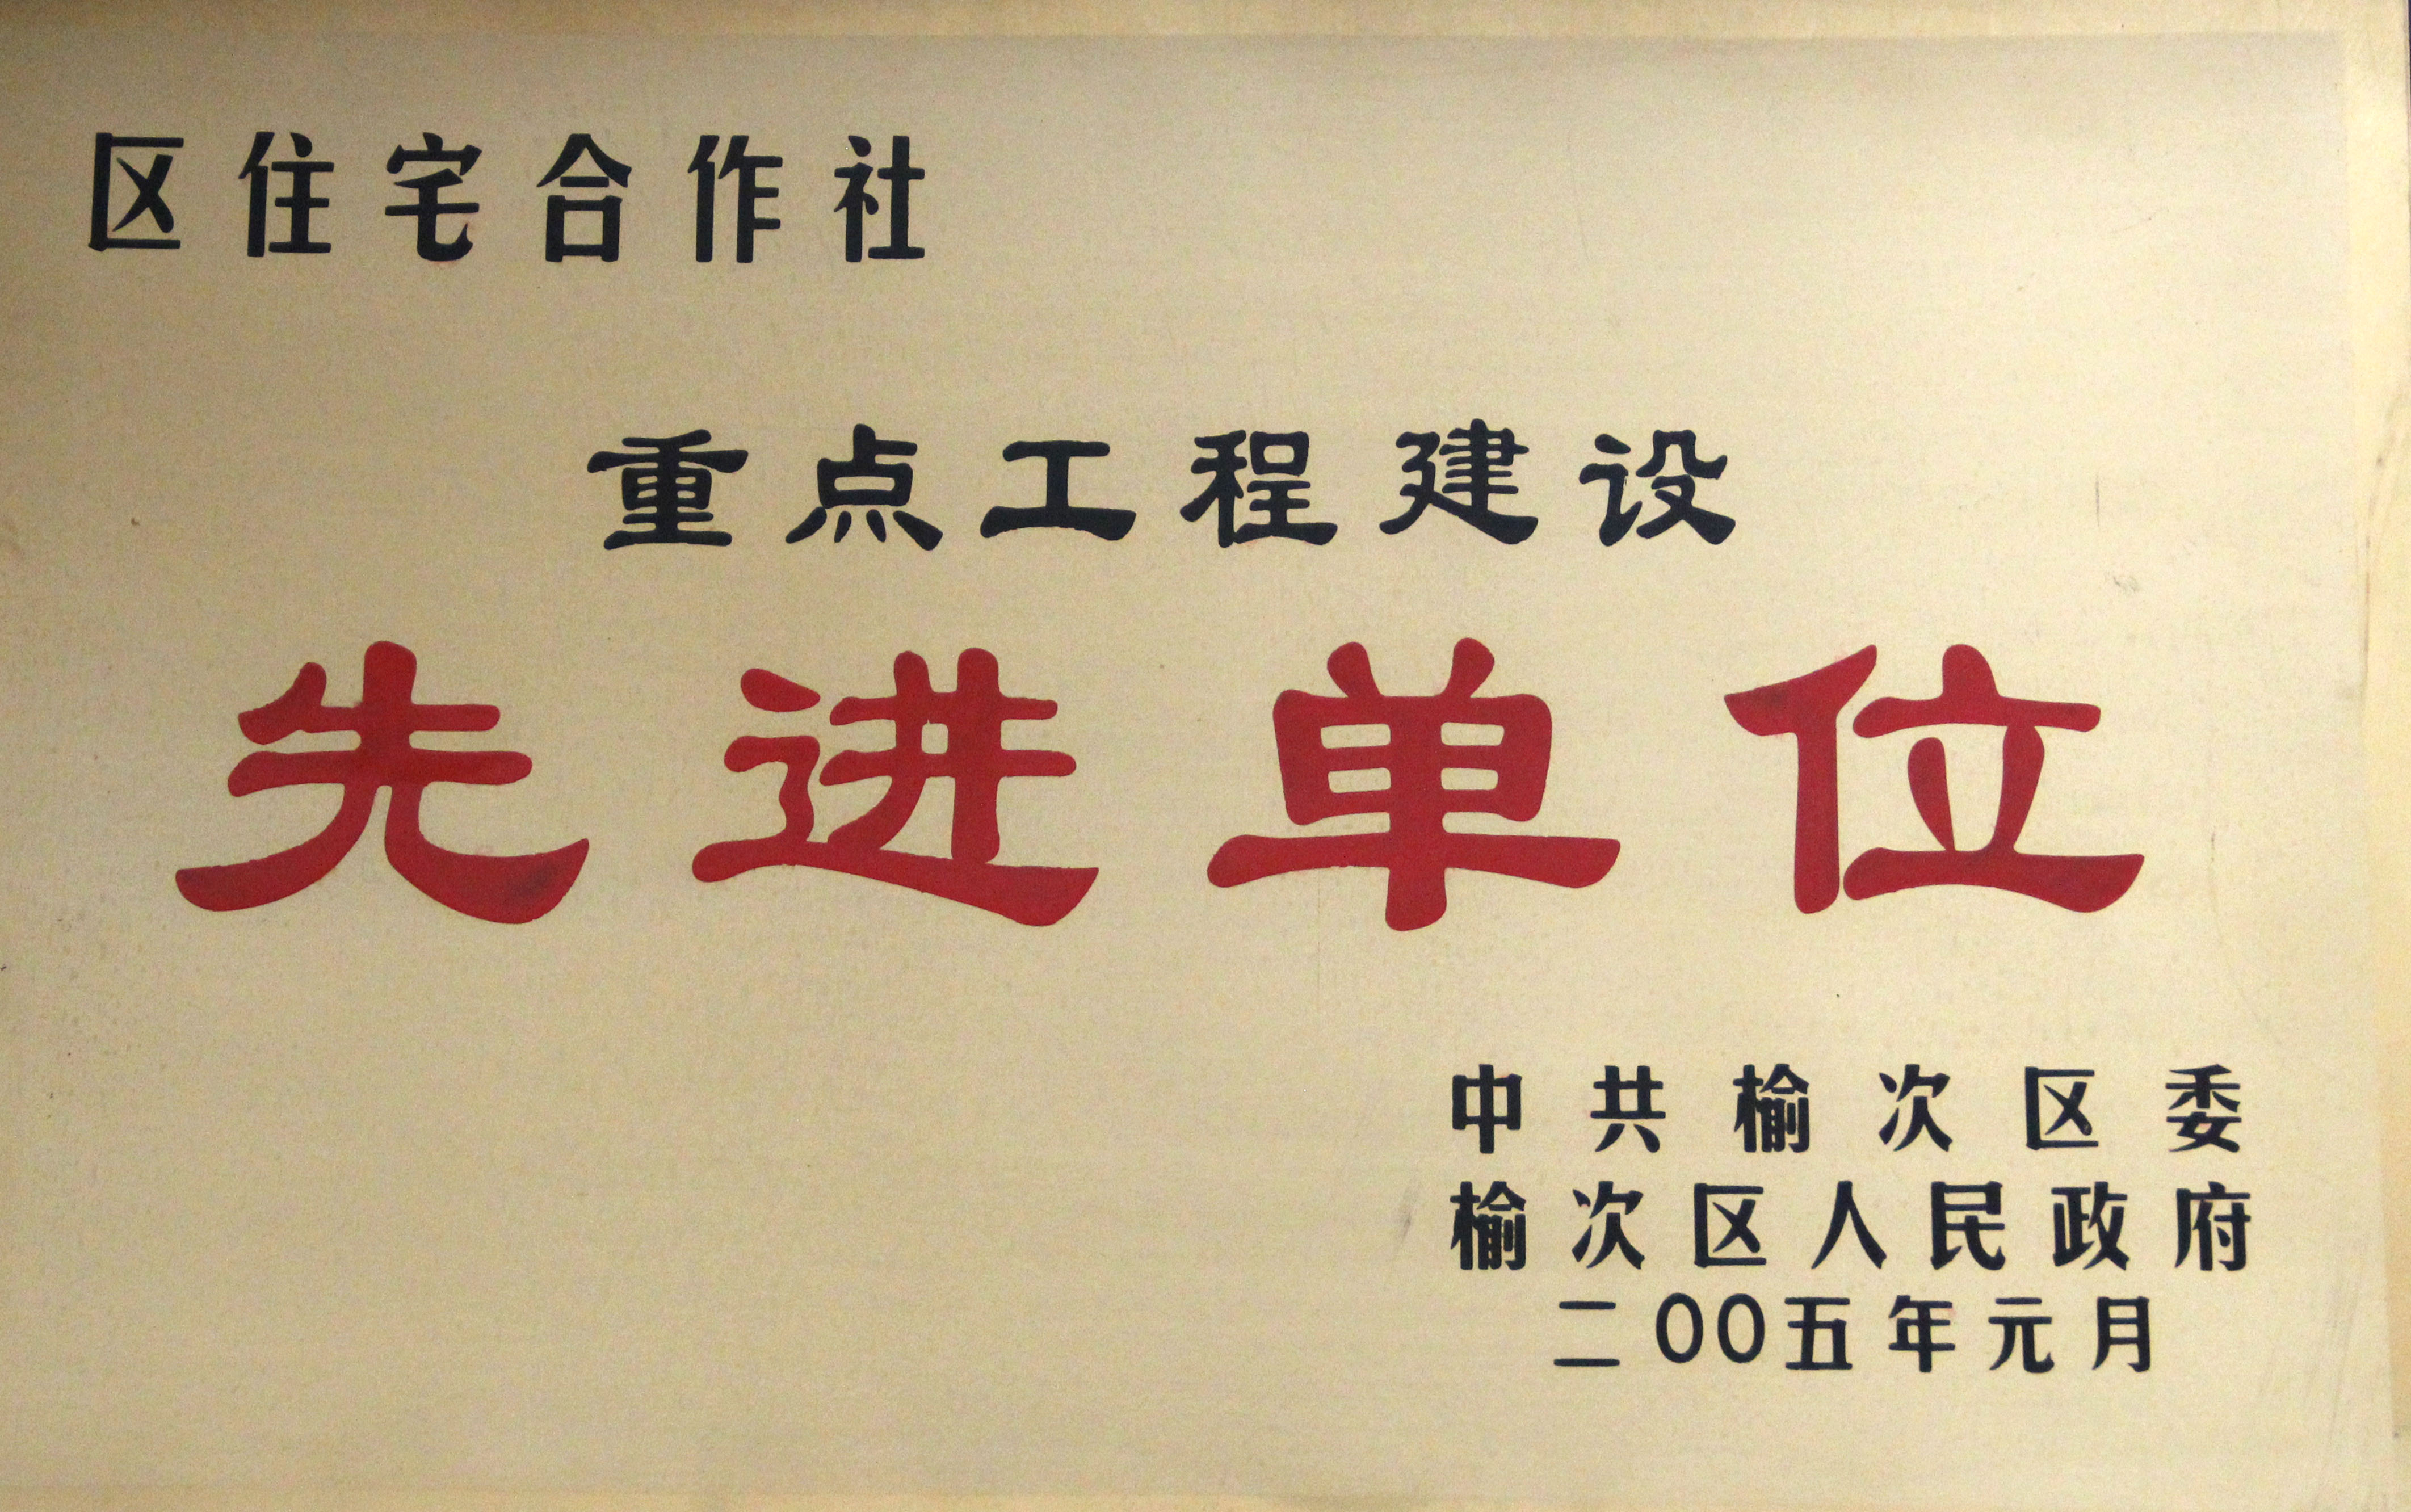 区住宅合作社
重点工程建设
先进单位
中共榆次区委
榆次区人民政府
二00五年元月